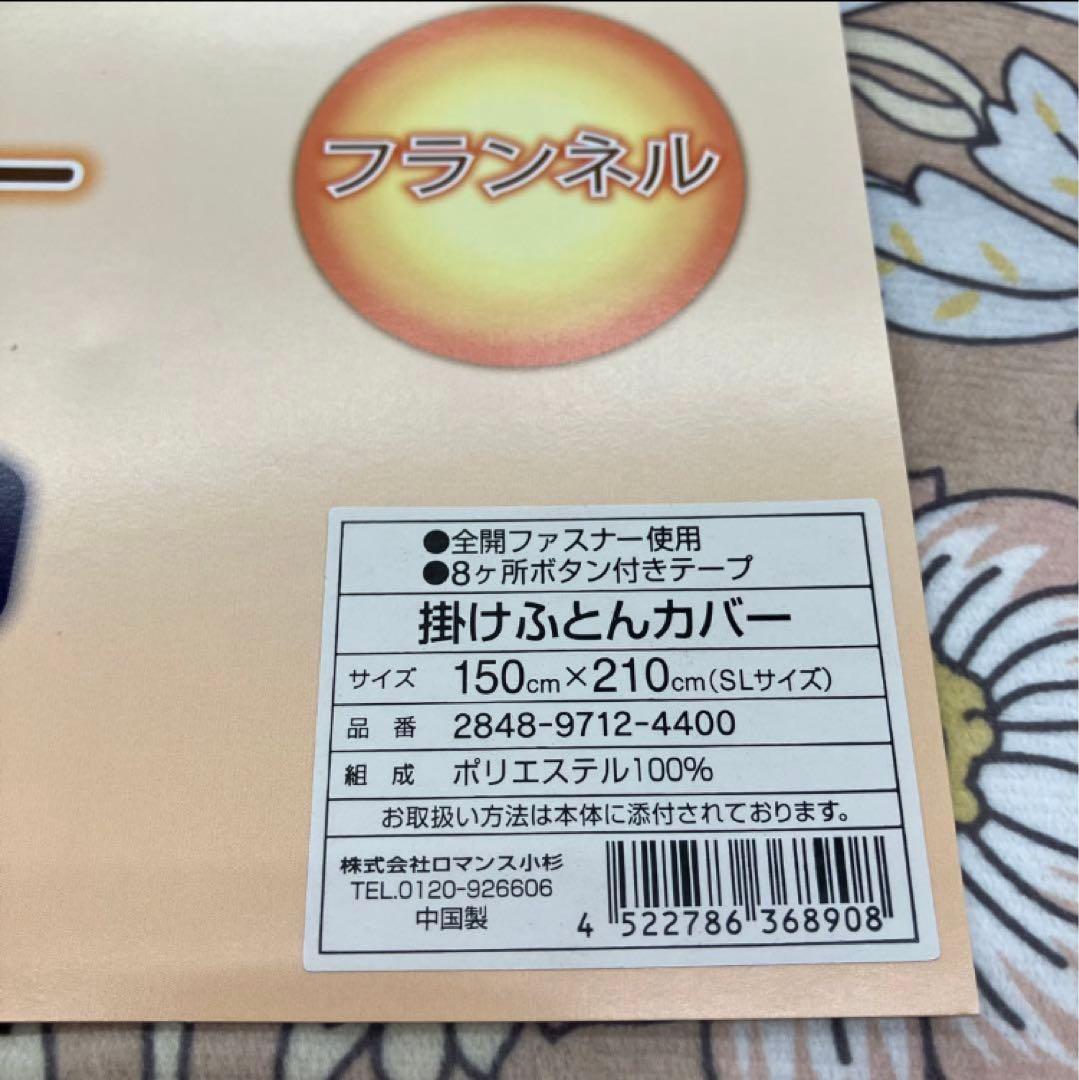 ー
フランネル
●全開ファスナー使用
●8ヶ所ボタン付きテープ
掛けふとんカバー
サイズ 150cm×210cm(SLサイズ)
品番 2848-9712-4400
組成 ポリエステル100%
お取扱い方法は本体に添付されております。
株式会社ロマンス小杉
TEL.0120-926606
中国製
4 522786 368908